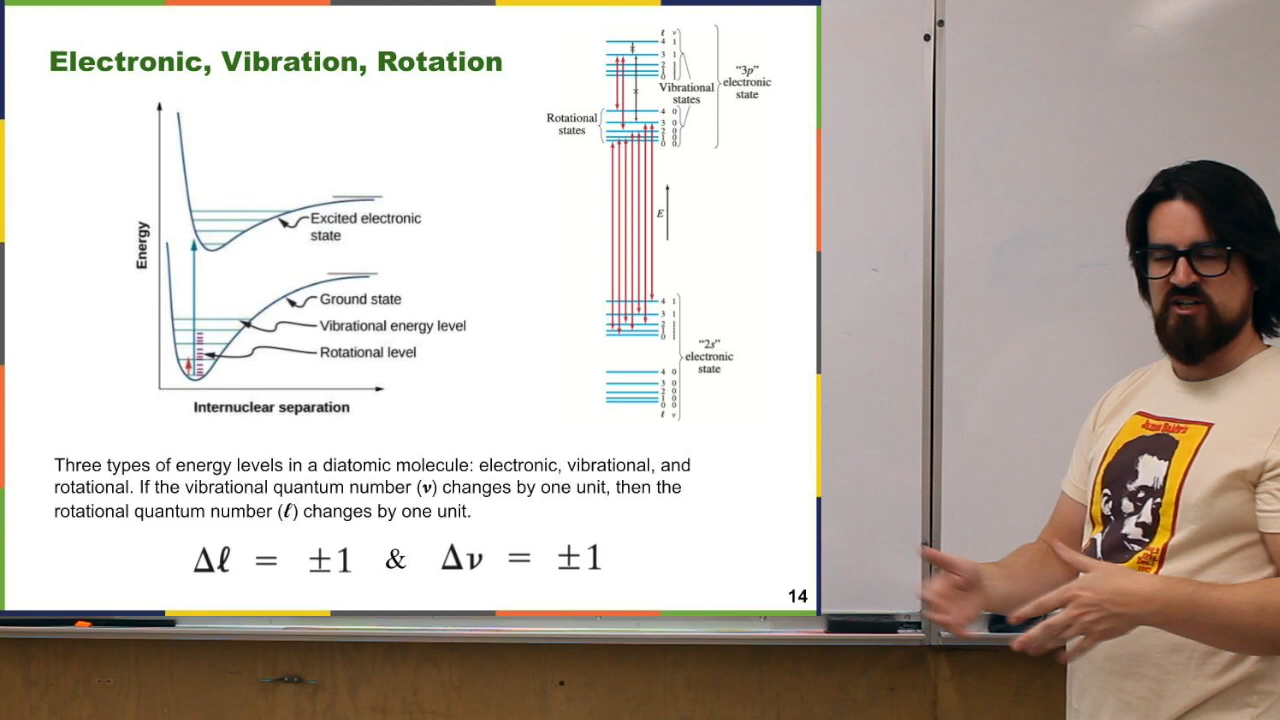 Electronic, Vibration, Rotation
Energy
Excited electronic
state
Ground state
Vibrational energy level
Rotational level
Internuclear separation
ℓ v
4 1
3 1
2 1
1 1
0 1
Vibrational
states
"3p"
electronic
state
Rotational
states
4 0
3 0
2 0
1 0
0 0
E
4 1
3 1
2 1
1 1
0 1
"2s"
electronic
state
4 0
3 0
2 0
1 0
0 0
ℓ v
Three types of energy levels in a diatomic molecule: electronic, vibrational, and
rotational. If the vibrational quantum number (v) changes by one unit, then the
rotational quantum number (ℓ) changes by one unit.
Δℓ = ±1 & Δv = ±1
14
James Baldwin